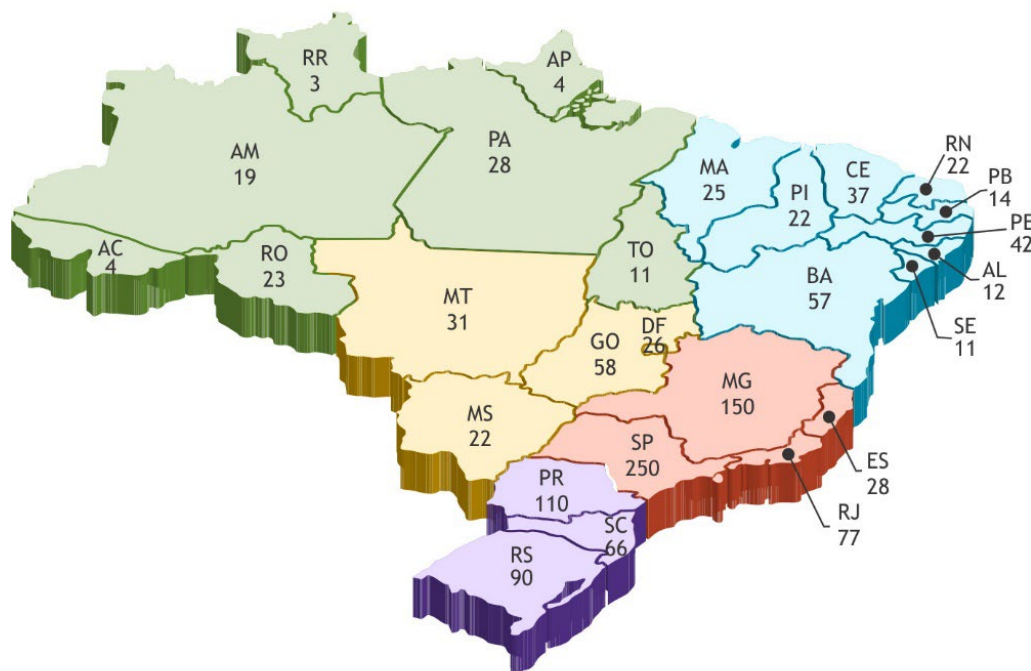 RR
3
AP
4
AM
19
PA
28
AC
4
RO
23
TO
11
MA
25
PI
22
CE
37
RN
22
PB
14
PE
42
AL
12
SE
11
BA
57
MT
31
GO
58
DF
26
MS
22
MG
150
SP
250
ES
28
RJ
77
PR
110
SC
66
RS
90